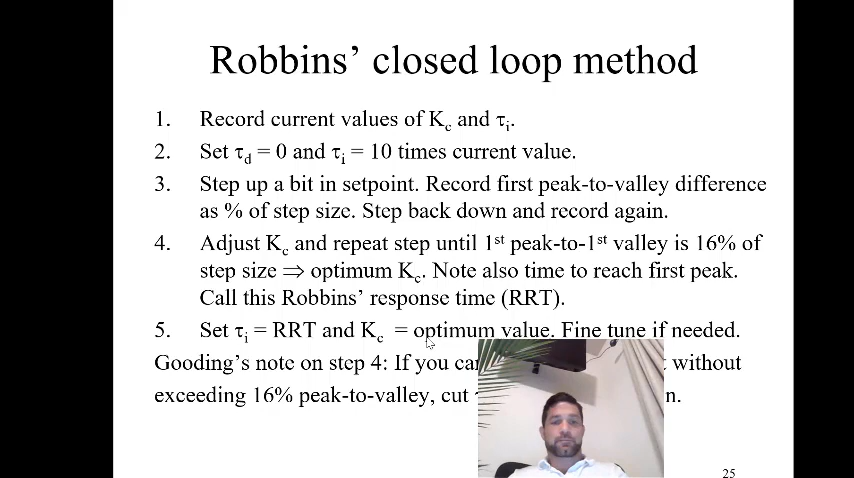 Robbins’ closed loop method
1. Record current values of Kc and τi.
2. Set τd = 0 and τi = 10 times current value.
3. Step up a bit in setpoint. Record first peak-to-valley difference
as % of step size. Step back down and record again.
4. Adjust Kc and repeat step until 1st peak-to-1st valley is 16% of
step size ⇒ optimum Kc. Note also time to reach first peak.
Call this Robbins’ response time (RRT).
5. Set τi = RRT and Kc = optimum value. Fine tune if needed.
Gooding’s note on step 4: If you without
exceeding 16% peak-to-valley, cut
25